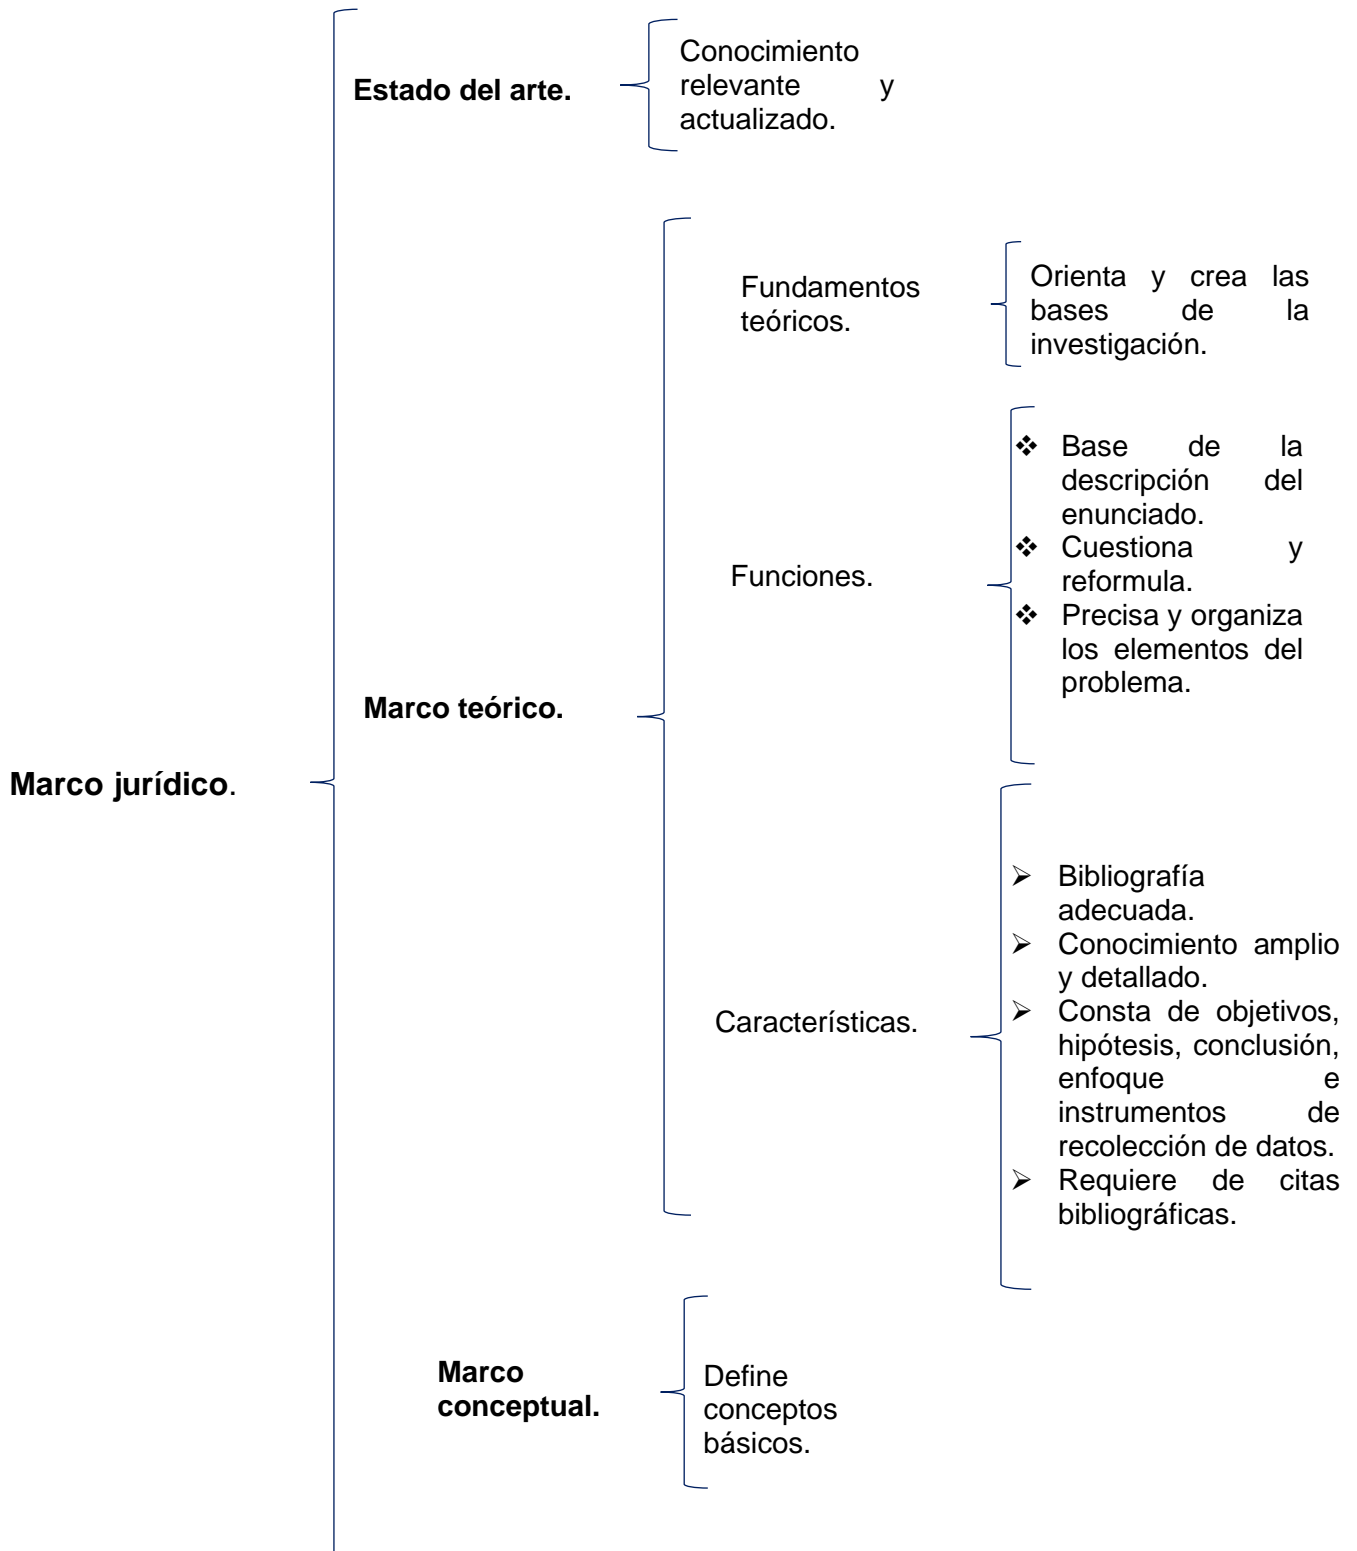 Marco jurídico.
Estado del arte.
Conocimiento
relevante y
actualizado.
Marco teórico.
Fundamentos
teóricos.
Orienta y crea las
bases de la
investigación.
Funciones.
❖ Base de la
descripción del
enunciado.
❖ Cuestiona y
reformula.
❖ Precisa y organiza
los elementos del
problema.
Características.
➢ Bibliografía
adecuada.
➢ Conocimiento amplio
y detallado.
➢ Consta de objetivos,
hipótesis, conclusión,
enfoque e
instrumentos de
recolección de datos.
➢ Requiere de citas
bibliográficas.
Marco
conceptual.
Define
conceptos
básicos.